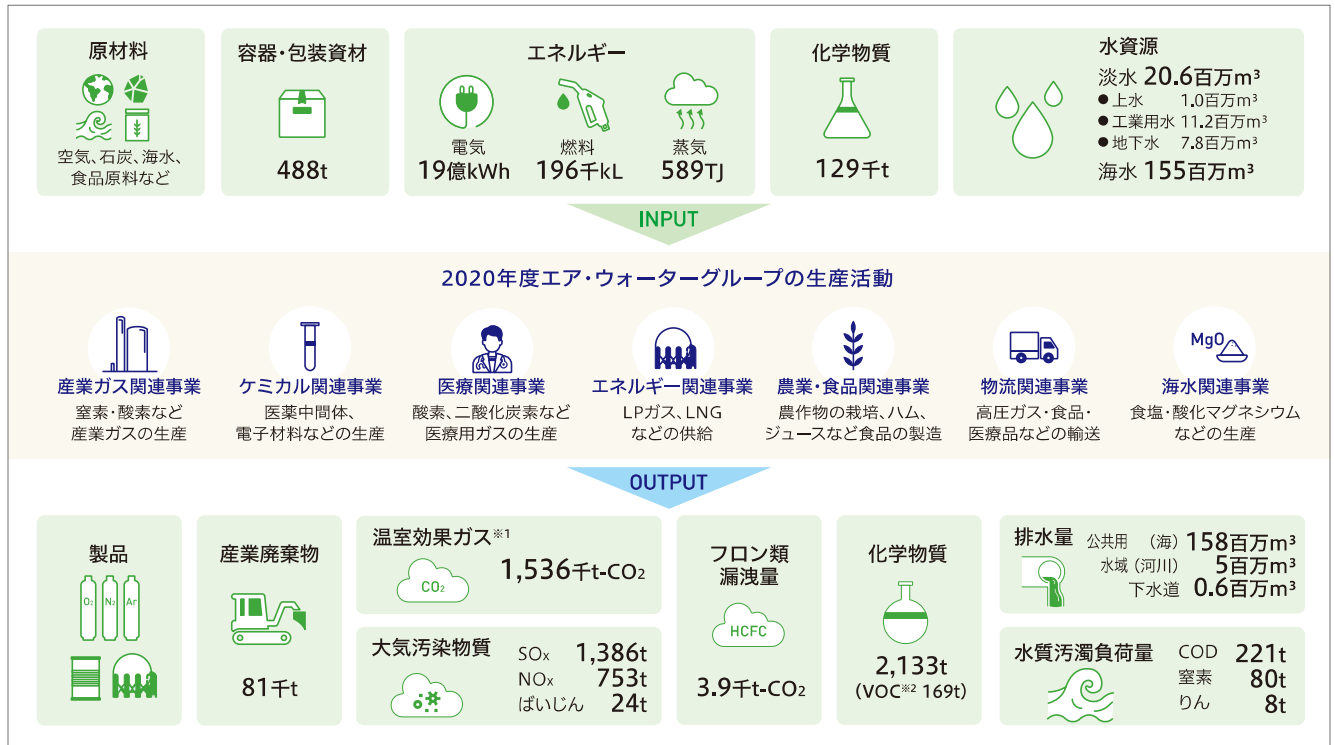 原材料
空気、石炭、海水、
食品原料など
容器・包装資材
488t
エネルギー
電気
19億kWh
燃料
196千kL
蒸気
589TJ
化学物質
129千t
水資源
淡水 20.6百万m³
●上水 1.0百万m³
●工業用水 11.2百万m³
●地下水 7.8百万m³
海水 155百万m³
INPUT
2020年度エア・ウォーターグループの生産活動
産業ガス関連事業
窒素・酸素など
産業ガスの生産
ケミカル関連事業
医薬中間体、
電子材料などの生産
医療関連事業
酸素、二酸化炭素など
医療用ガスの生産
エネルギー関連事業
LPガス、LNG
などの供給
農業・食品関連事業
農作物の栽培、ハム、
ジュースなど食品の製造
物流関連事業
高圧ガス・食品・
医療品などの輸送
MgO
海水関連事業
食塩・酸化マグネシウム
などの生産
OUTPUT
製品
O₂ N₂ Ar
産業廃棄物
81千t
温室効果ガス※1
CO₂
1,536千t-CO₂
大気汚染物質
SOx 1,386t
NOx 753t
ばいじん 24t
フロン類
漏洩量
HCFC
3.9千t-CO₂
化学物質
2,133t
(VOC※2 169t)
排水量
公共用 （海） 158百万m³
水域（河川） 5百万m³
下水道 0.6百万m³
水質汚濁負荷量
COD 221t
窒素 80t
りん 8t